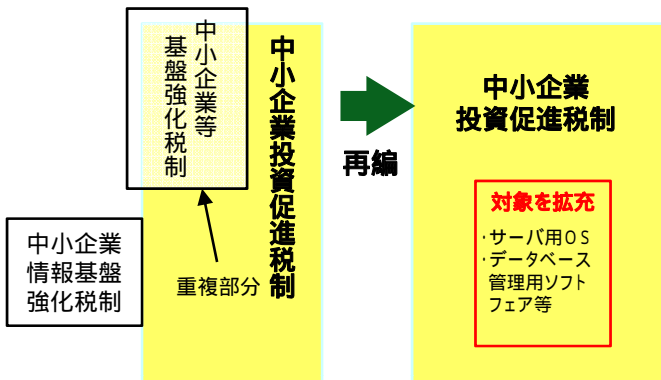 中小企業等
基盤強化税制
中小企業投資促進税制
中小企業
情報基盤
強化税制
重複部分
再編
中小企業
投資促進税制
対象を拡充
・サーバ用OS
・データベース
管理用ソフト
フェア等